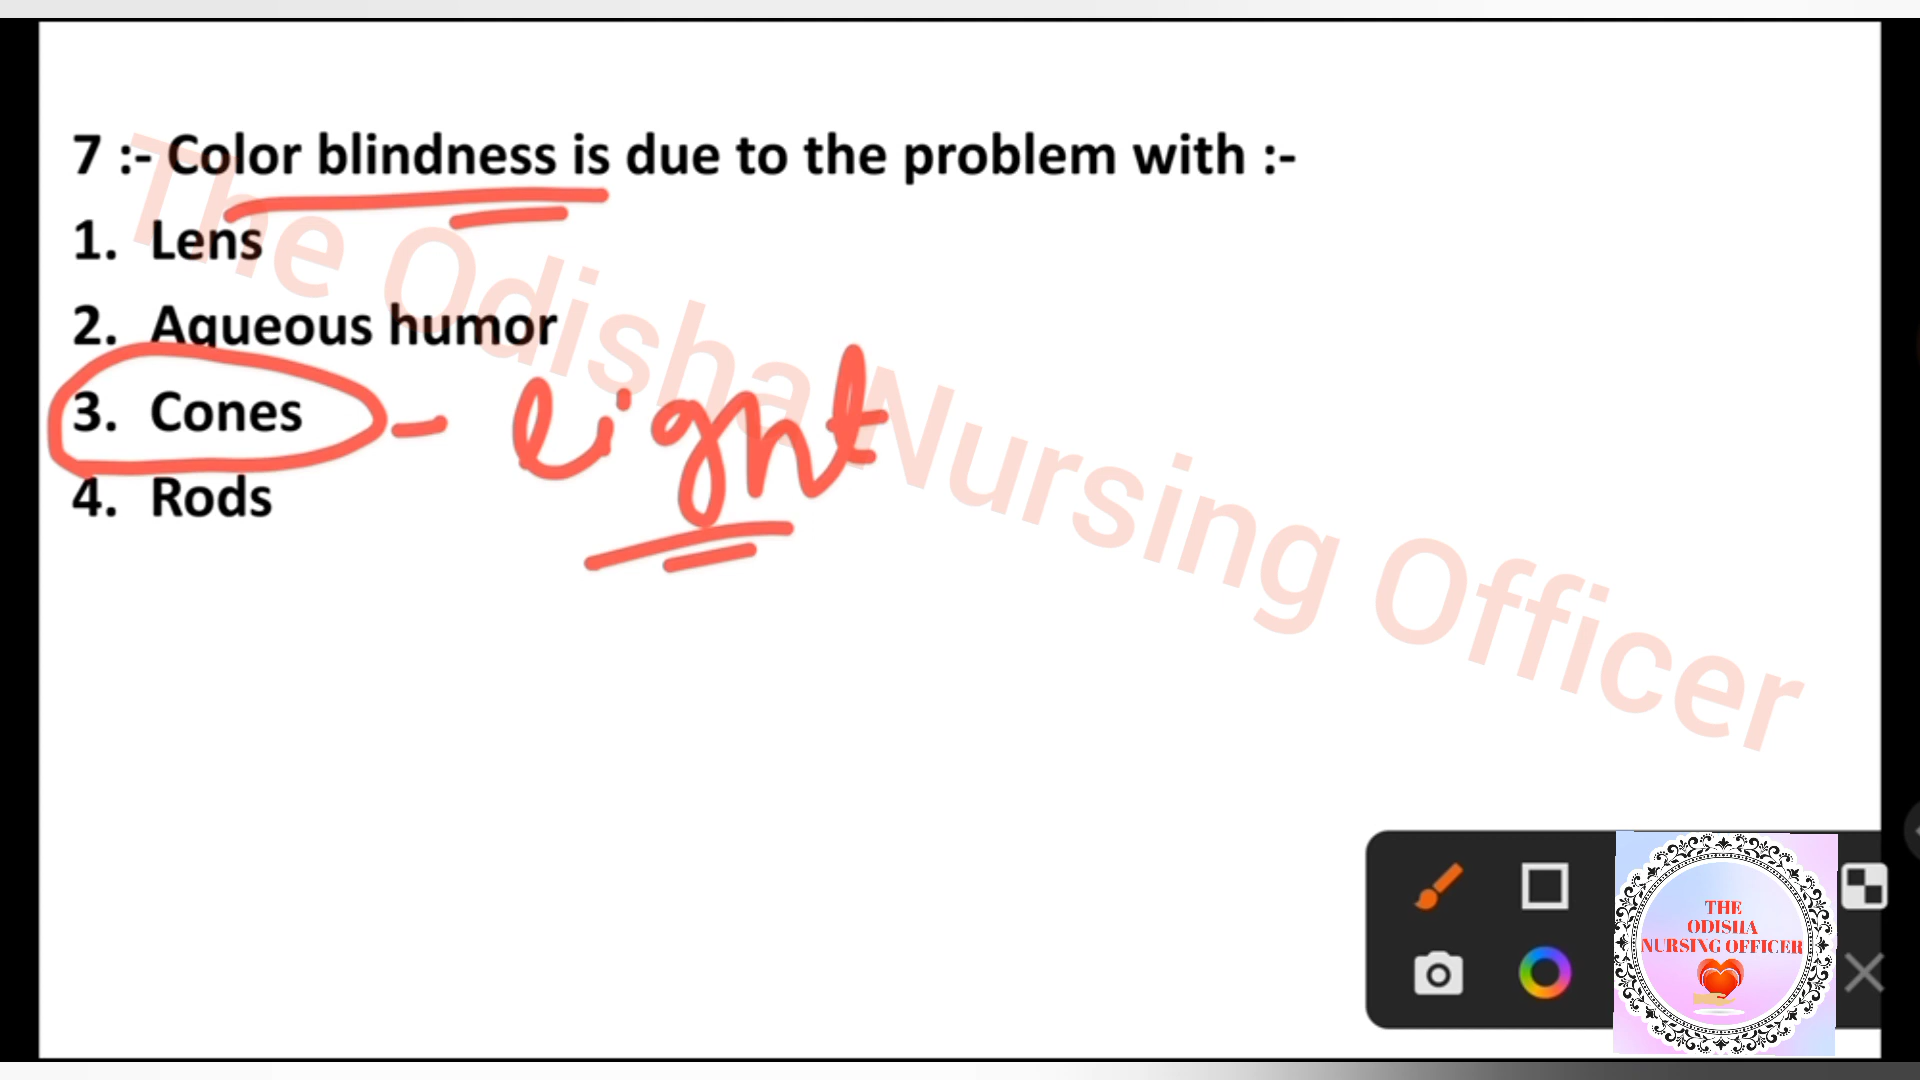 7 :- Color blindness is due to the problem with :-
1. Lens
2. Aqueous humor
3. Cones - light
4. Rods
The Odisha Nursing Officer
THE
ODISHA
NURSING OFFICER